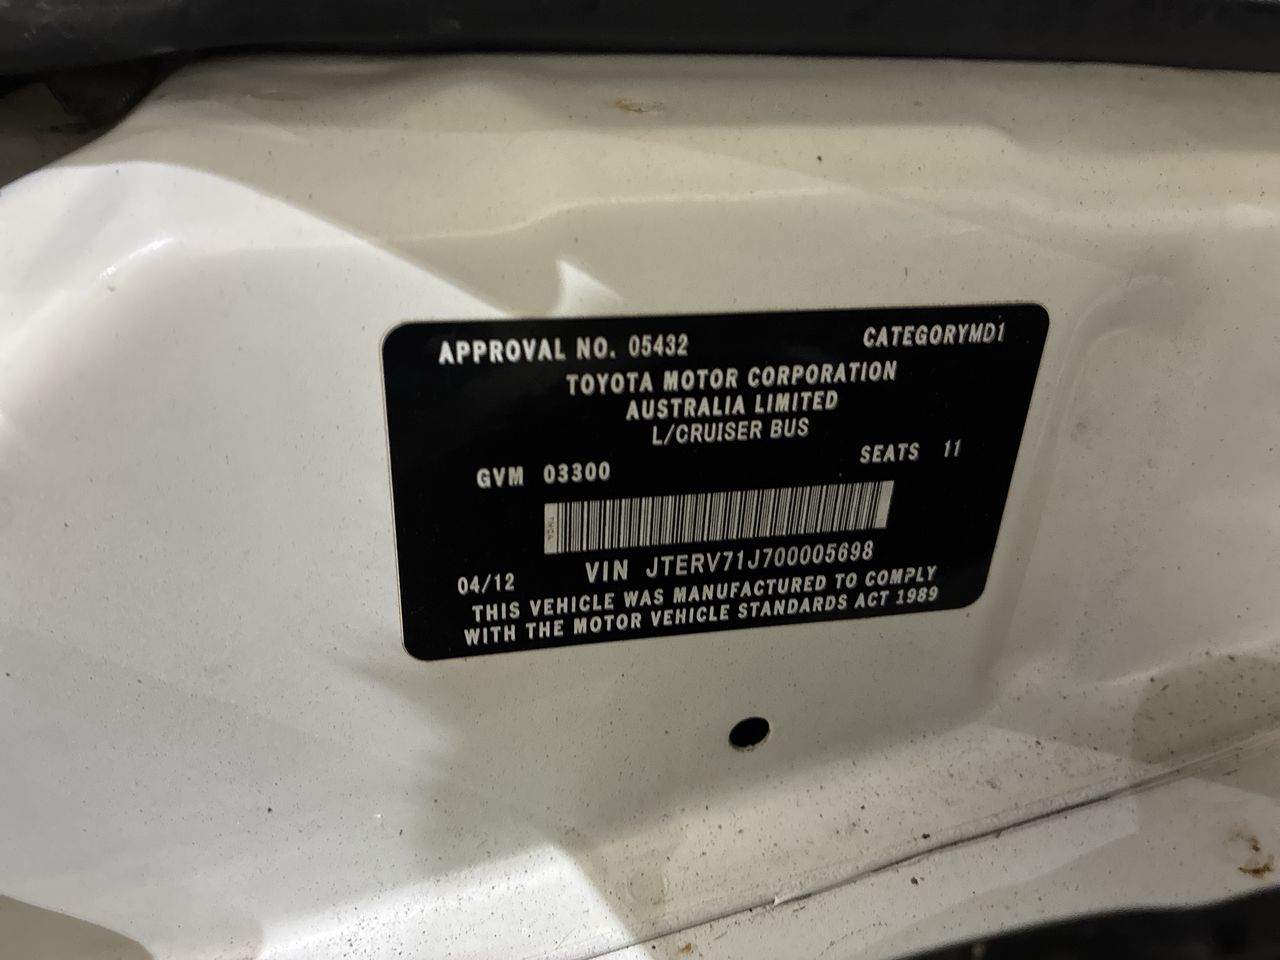 APPROVAL NO. 05432 CATEGORYMD1
TOYOTA MOTOR CORPORATION
AUSTRALIA LIMITED
L/CRUISER BUS
GVM 03300 SEATS 11
VIN JTERV71J700005698
04/12
THIS VEHICLE WAS MANUFACTURED TO COMPLY
WITH THE MOTOR VEHICLE STANDARDS ACT 1989